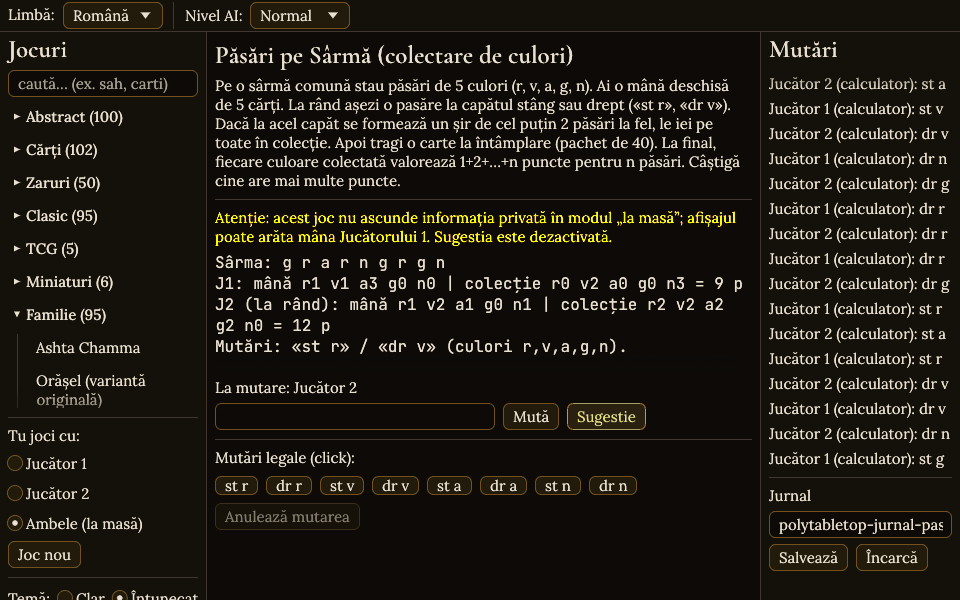 Limbă: Română ▼ Nivel AI: Normal ▼
Jocuri
caută... (ex. sah, carti)
▸ Abstract (100)
▸ Cărți (102)
▸ Zaruri (50)
▸ Clasic (95)
▸ TCG (5)
▸ Miniaturi (6)
▾ Familie (95)
Ashta Chamma
Orășel (variantă
originală)
Tu joci cu:
Jucător 1
Jucător 2
Ambele (la masă)
Joc nou
Temă: Clar Întunecat
Păsări pe Sârmă (colectare de culori)
Pe o sârmă comună stau păsări de 5 culori (r, v, a, g, n). Ai o mână deschisă
de 5 cărți. La rând așezi o pasăre la capătul stâng sau drept («st r», «dr v»).
Dacă la acel capăt se formează un șir de cel puțin 2 păsări la fel, le iei pe
toate în colecție. Apoi tragi o carte la întâmplare (pachet de 40). La final,
fiecare culoare colectată valorează 1+2+...+n puncte pentru n păsări. Câștigă
cine are mai multe puncte.
Atenție: acest joc nu ascunde informația privată în modul „la masă”; afișajul
poate arăta mâna Jucătorului 1. Sugestia este dezactivată.
Sârma: g r a r n g r g n
J1: mână r1 v1 a3 g0 n0 | colecție r0 v2 a0 g0 n3 = 9 p
J2 (la rând): mână r1 v2 a1 g0 n1 | colecție r2 v2 a2
g2 n0 = 12 p
Mutări: «st r» / «dr v» (culori r,v,a,g,n).
La mutare: Jucător 2
Mută Sugestie
Mutări legale (click):
st r dr r st v dr v st a dr a st n dr n
Anulează mutarea
Mutări
Jucător 2 (calculator): st a
Jucător 1 (calculator): st v
Jucător 2 (calculator): dr v
Jucător 1 (calculator): dr n
Jucător 2 (calculator): dr g
Jucător 1 (calculator): dr r
Jucător 2 (calculator): dr r
Jucător 1 (calculator): dr r
Jucător 2 (calculator): dr g
Jucător 1 (calculator): st r
Jucător 2 (calculator): st a
Jucător 1 (calculator): st r
Jucător 2 (calculator): dr v
Jucător 1 (calculator): dr v
Jucător 2 (calculator): dr n
Jucător 1 (calculator): st g
Jurnal
polytabletop-jurnal-pas
Salvează Încarcă